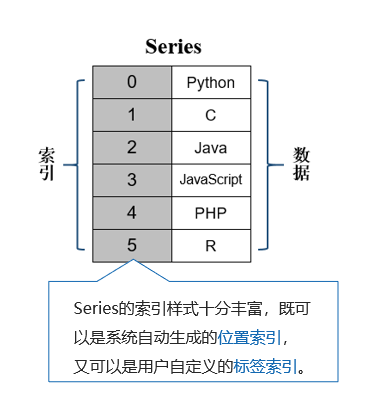 Series
索引
数据
0 Python
1 C
2 Java
3 JavaScript
4 PHP
5 R
Series的索引样式十分丰富，既可
以是系统自动生成的位置索引，
又可以是用户自定义的标签索引。